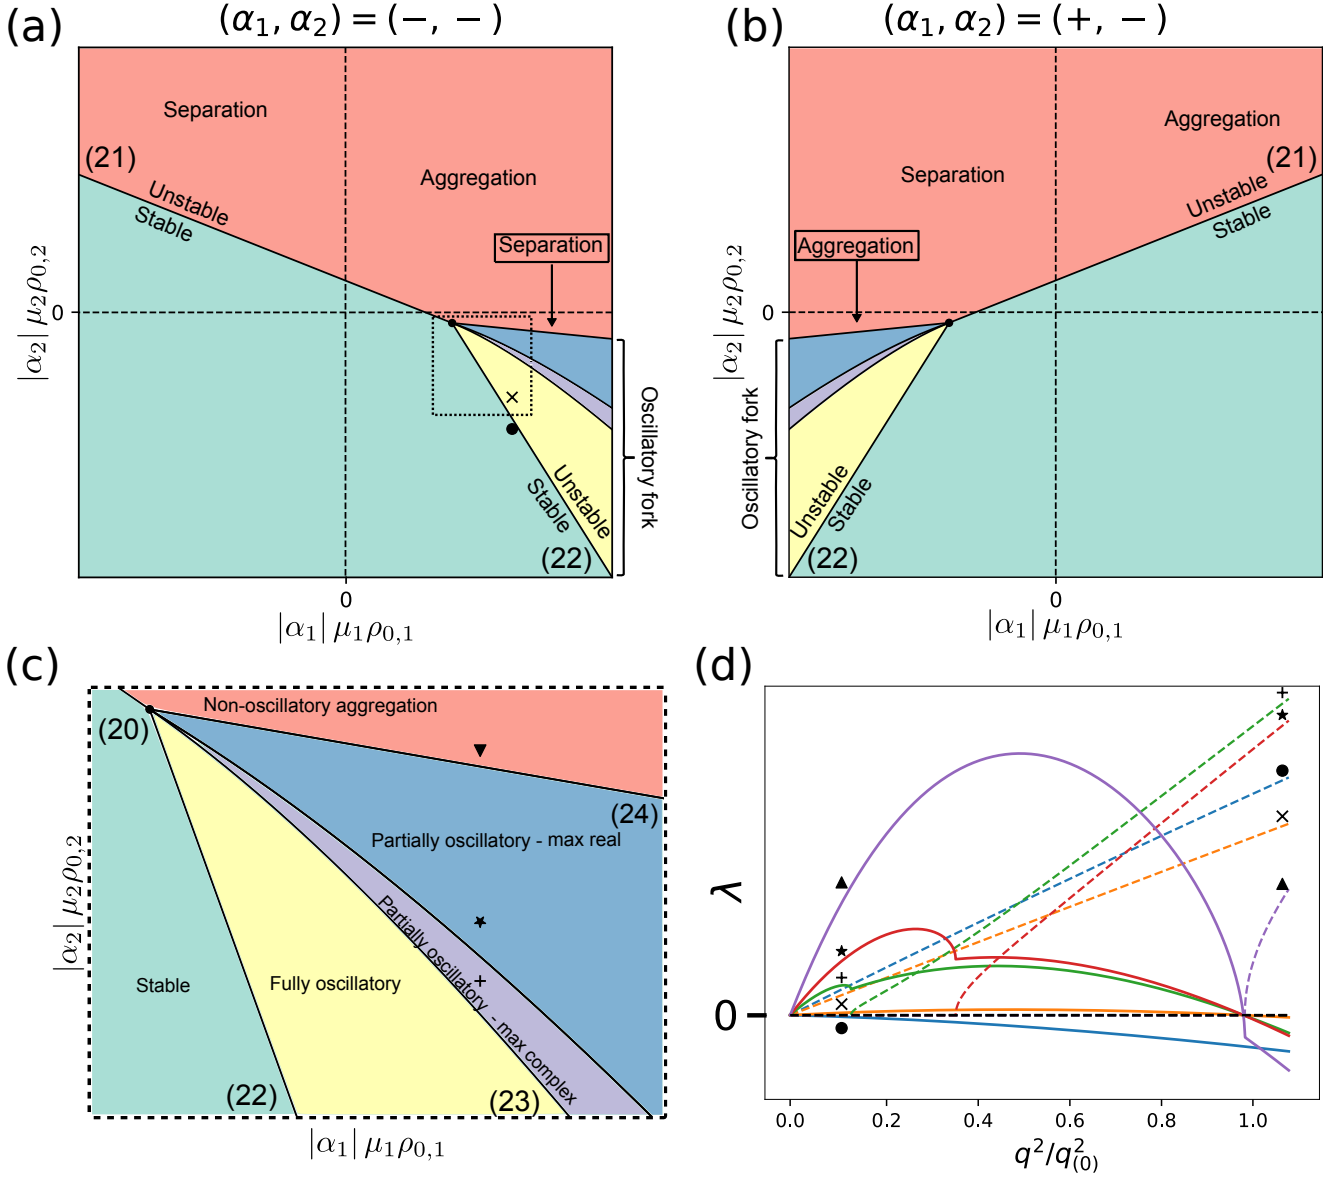 (a)
(α₁, α₂) = (−, −)
Separation
(21)
Unstable
Stable
Aggregation
Separation
0
|α₂| μ₂ρ₀,₂
Unstable
Stable
(22)
Oscillatory fork
0
|α₁| μ₁ρ₀,₁
(b)
(α₁, α₂) = (+, −)
Aggregation
(21)
Separation
Unstable
Stable
Aggregation
0
|α₂| μ₂ρ₀,₂
Oscillatory fork
Unstable
Stable
(22)
0
|α₁| μ₁ρ₀,₁
(c)
Non-oscillatory aggregation
(20)
(24)
Partially oscillatory - max real
Partially oscillatory - max complex
Stable
Fully oscillatory
(22)
(23)
|α₂| μ₂ρ₀,₂
|α₁| μ₁ρ₀,₁
(d)
λ
0
0.0 0.2 0.4 0.6 0.8 1.0
q²/q²₍₀₎